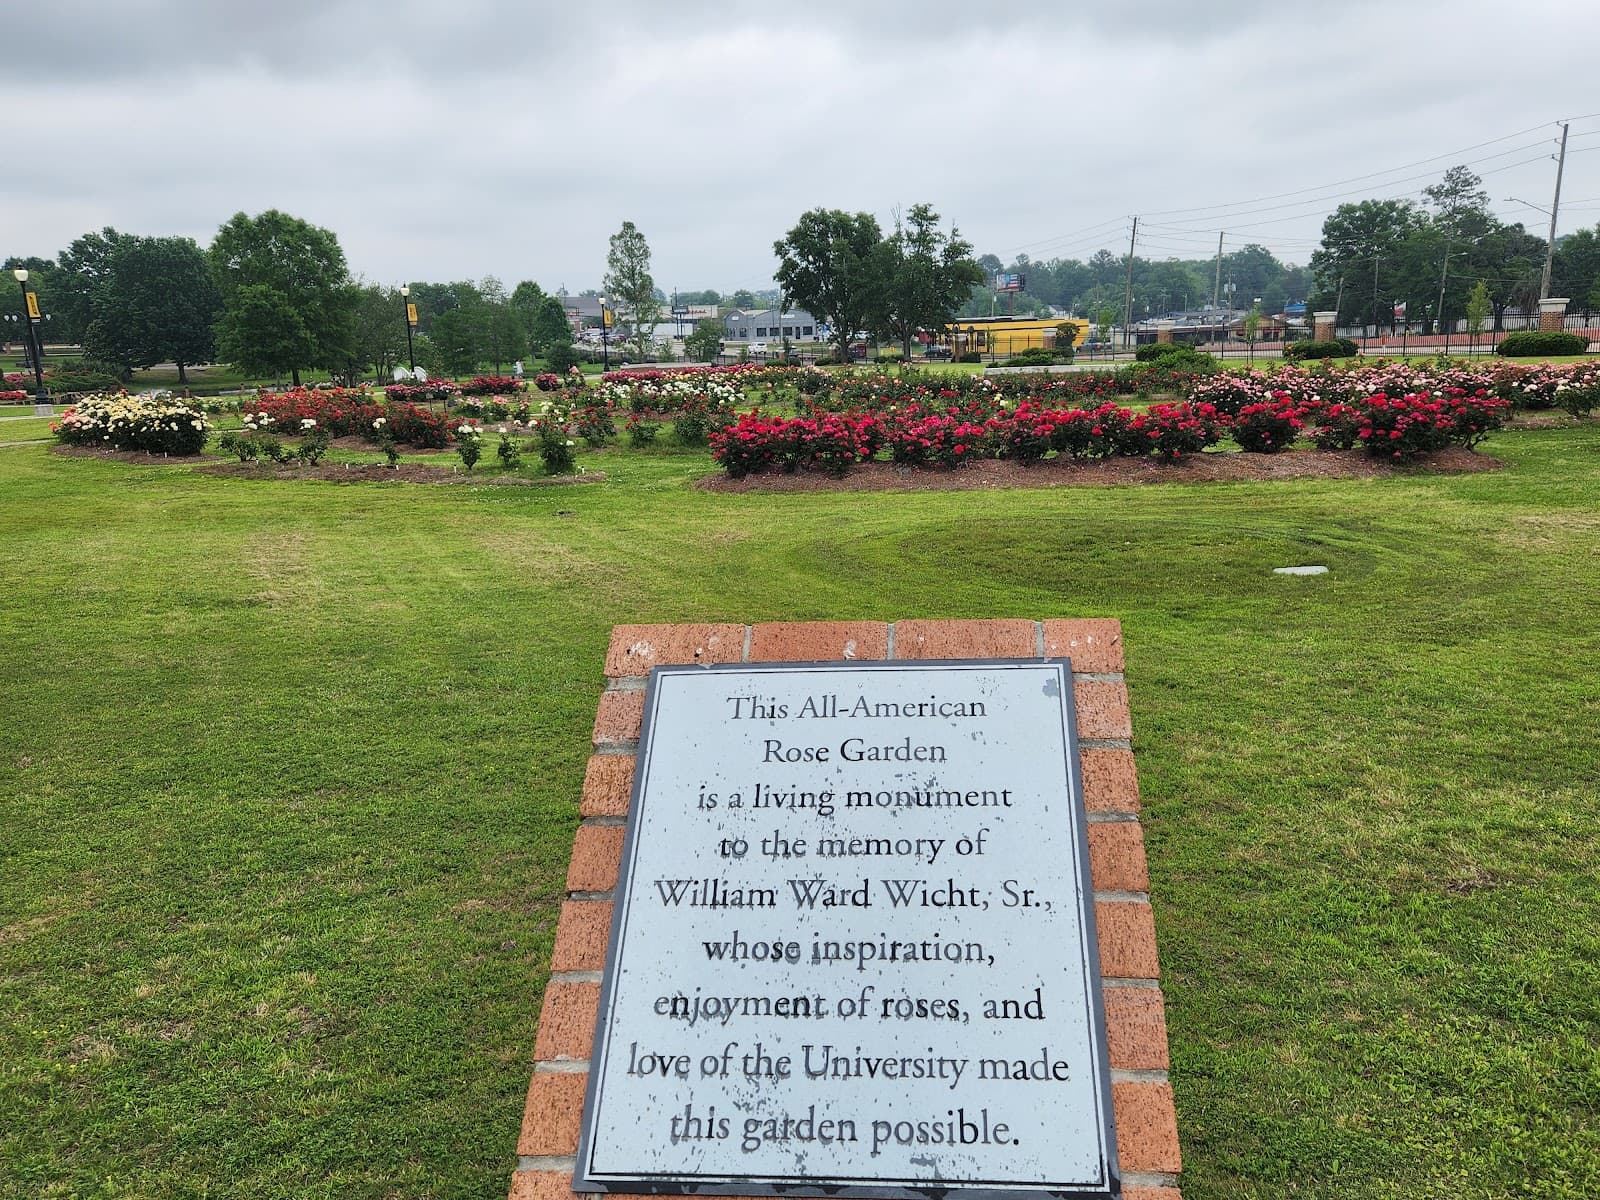 This All-American
Rose Garden
is a living monument
to the memory of
William Ward Wicht, Sr.,
whose inspiration,
enjoyment of roses, and
love of the University made
this garden possible.